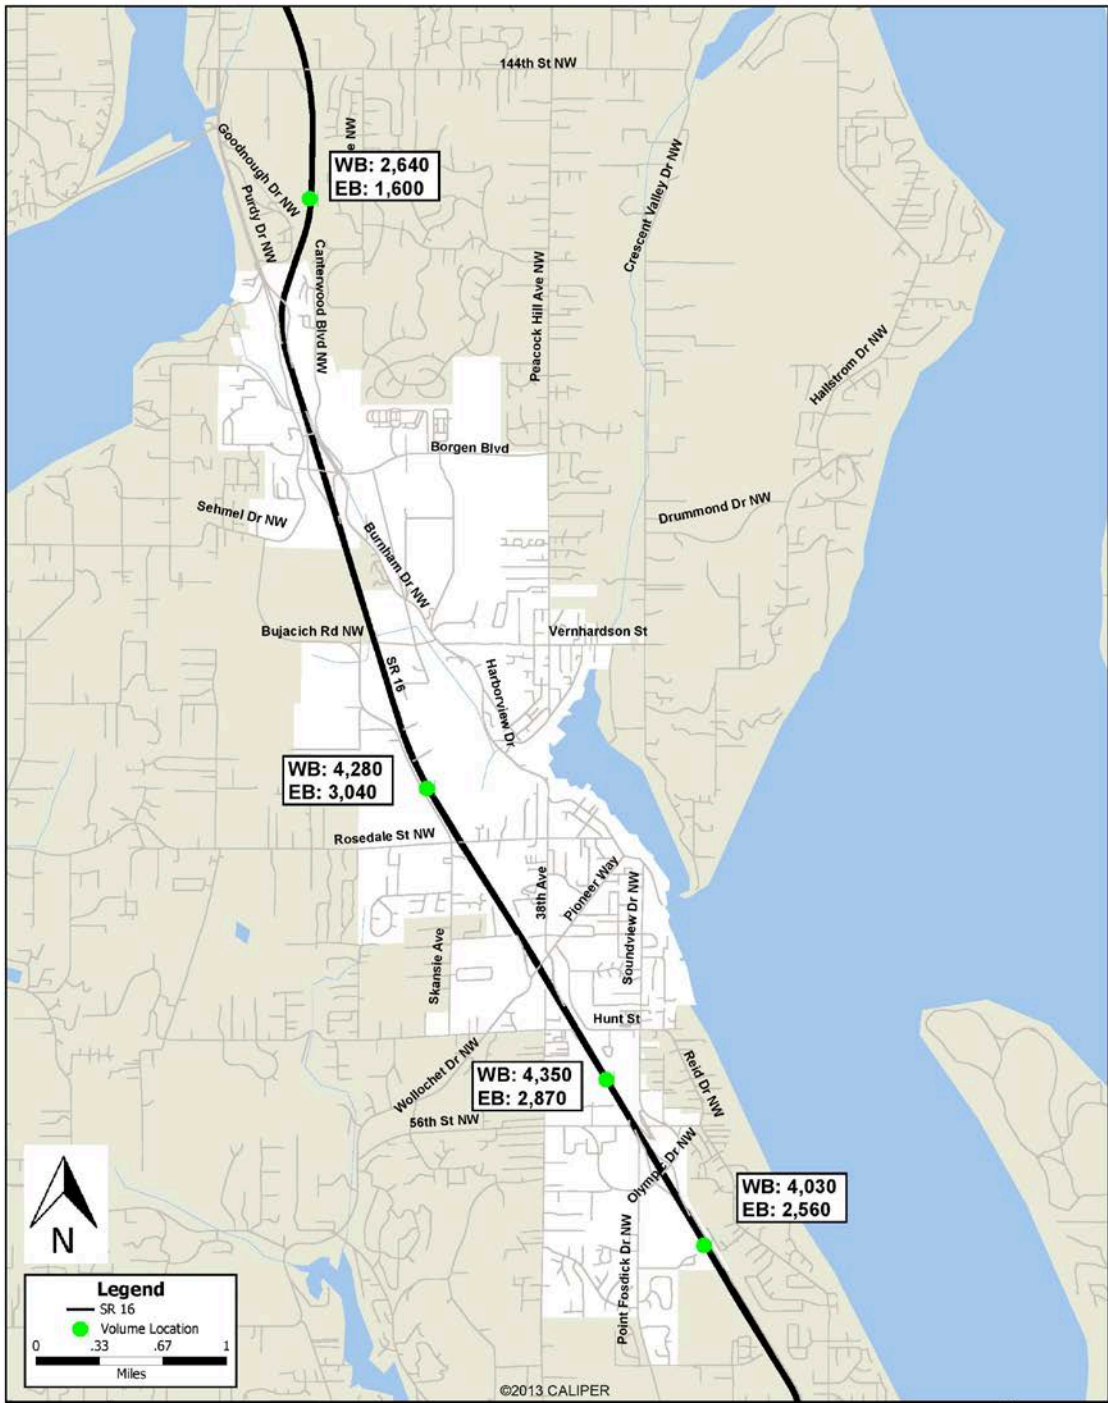 144th St NW
Goodnough Dr NW
e NW
WB: 2,640
EB: 1,600
Purdy Dr NW
Canterwood Blvd NW
Crescent Valley Dr NW
Peacock Hill Ave NW
Hallstrom Dr NW
Borgen Blvd
Sehmel Dr NW
Drummond Dr NW
Burnham Dr NW
Bujacich Rd NW
Vernhardson St
SR 16
Harborview Dr
WB: 4,280
EB: 3,040
Rosedale St NW
38th Ave
Pioneer Way
Soundview Dr NW
Skansie Ave
Hunt St
Wollochet Dr NW
WB: 4,350
EB: 2,870
Reid Dr NW
56th St NW
Olympic Dr NW
WB: 4,030
EB: 2,560
Point Fosdick Dr NW
N
Legend
SR 16
Volume Location
0 .33 .67 1
Miles
©2013 CALIPER